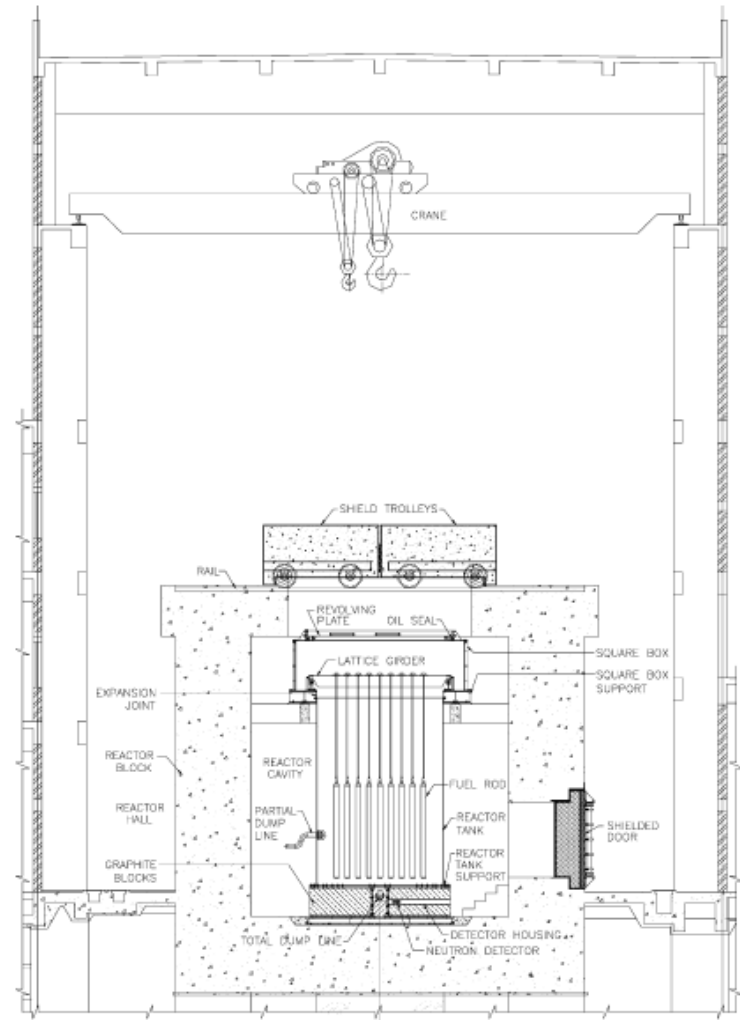 CRANE
SHIELD TROLLEYS
RAIL
REVOLVING
PLATE
OIL SEAL
SQUARE BOX
LATTICE GIRDER
SQUARE BOX
SUPPORT
EXPANSION
JOINT
REACTOR
BLOCK
REACTOR
CAVITY
FUEL ROD
REACTOR
HALL
PARTIAL
DUMP
LINE
REACTOR
TANK
SHIELDED
DOOR
GRAPHITE
BLOCKS
REACTOR
TANK
SUPPORT
DETECTOR HOUSING
TOTAL DUMP LINE
NEUTRON DETECTOR